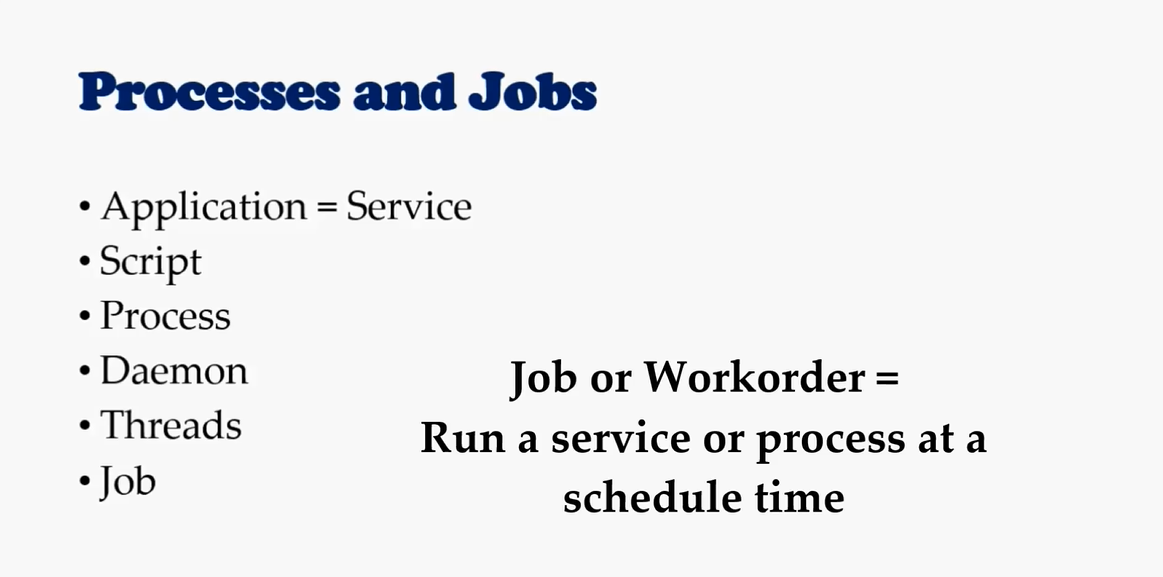 Processes and Jobs
• Application = Service
• Script
• Process
• Daemon
• Threads
• Job
Job or Workorder =
Run a service or process at a
schedule time